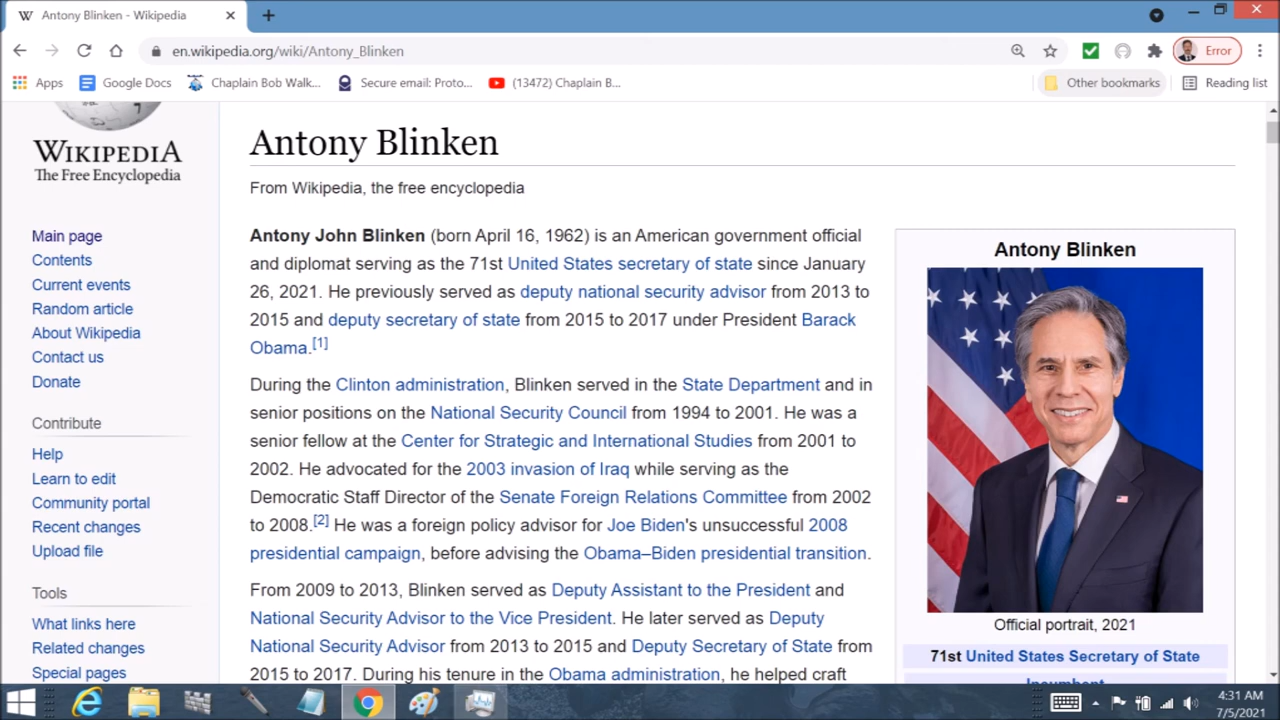 Antony Blinken - Wikipedia
en.wikipedia.org/wiki/Antony_Blinken
Error
Apps
Google Docs
Chaplain Bob Walk...
Secure email: Proto...
(13472) Chaplain B...
Other bookmarks
Reading list
WIKIPEDIA
The Free Encyclopedia
Main page
Contents
Current events
Random article
About Wikipedia
Contact us
Donate
Contribute
Help
Learn to edit
Community portal
Recent changes
Upload file
Tools
What links here
Related changes
Special pages
Antony Blinken
From Wikipedia, the free encyclopedia
Antony John Blinken (born April 16, 1962) is an American government official
and diplomat serving as the 71st United States secretary of state since January
26, 2021. He previously served as deputy national security advisor from 2013 to
2015 and deputy secretary of state from 2015 to 2017 under President Barack
Obama.[1]
During the Clinton administration, Blinken served in the State Department and in
senior positions on the National Security Council from 1994 to 2001. He was a
senior fellow at the Center for Strategic and International Studies from 2001 to
2002. He advocated for the 2003 invasion of Iraq while serving as the
Democratic Staff Director of the Senate Foreign Relations Committee from 2002
to 2008.[2] He was a foreign policy advisor for Joe Biden's unsuccessful 2008
presidential campaign, before advising the Obama–Biden presidential transition.
From 2009 to 2013, Blinken served as Deputy Assistant to the President and
National Security Advisor to the Vice President. He later served as Deputy
National Security Advisor from 2013 to 2015 and Deputy Secretary of State from
2015 to 2017. During his tenure in the Obama administration, he helped craft
Antony Blinken
Official portrait, 2021
71st United States Secretary of State
Incumbent
4:31 AM
7/5/2021